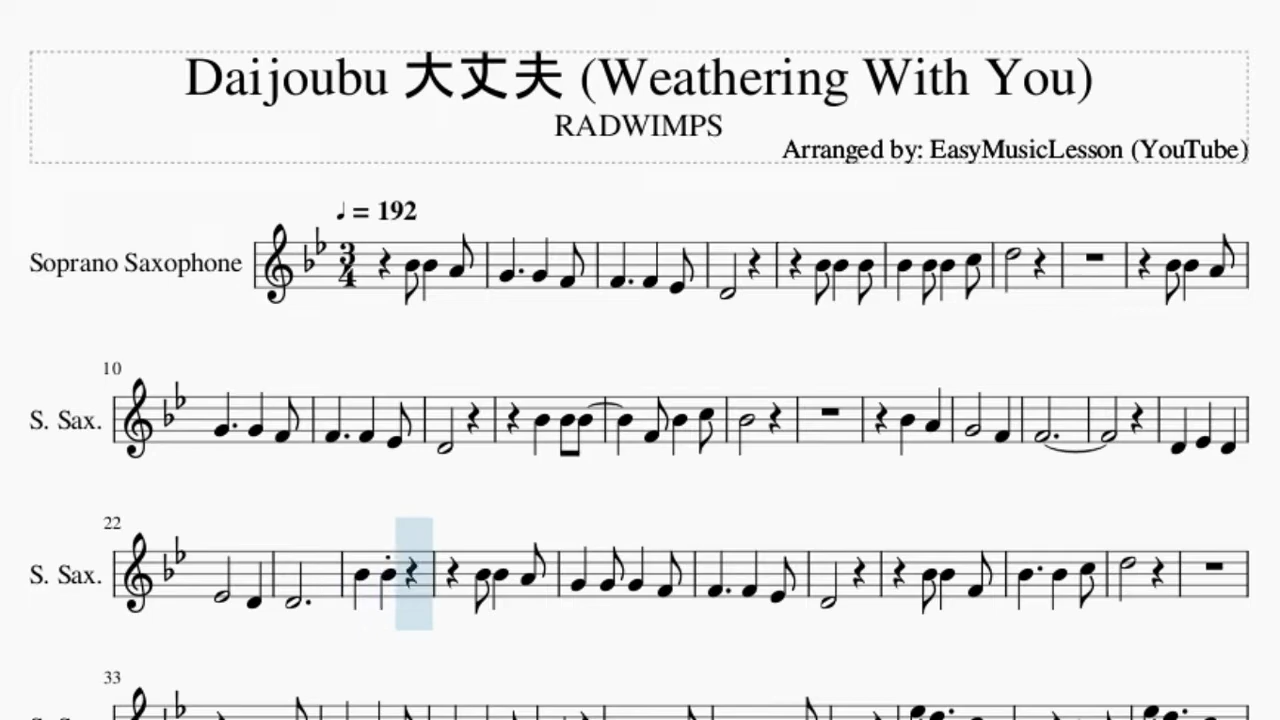 Daijoubu 大丈夫 (Weathering With You)
RADWIMPS
Arranged by: EasyMusicLesson (YouTube)
♩ = 192
Soprano Saxophone
3
4
10
S. Sax.
22
S. Sax.
33